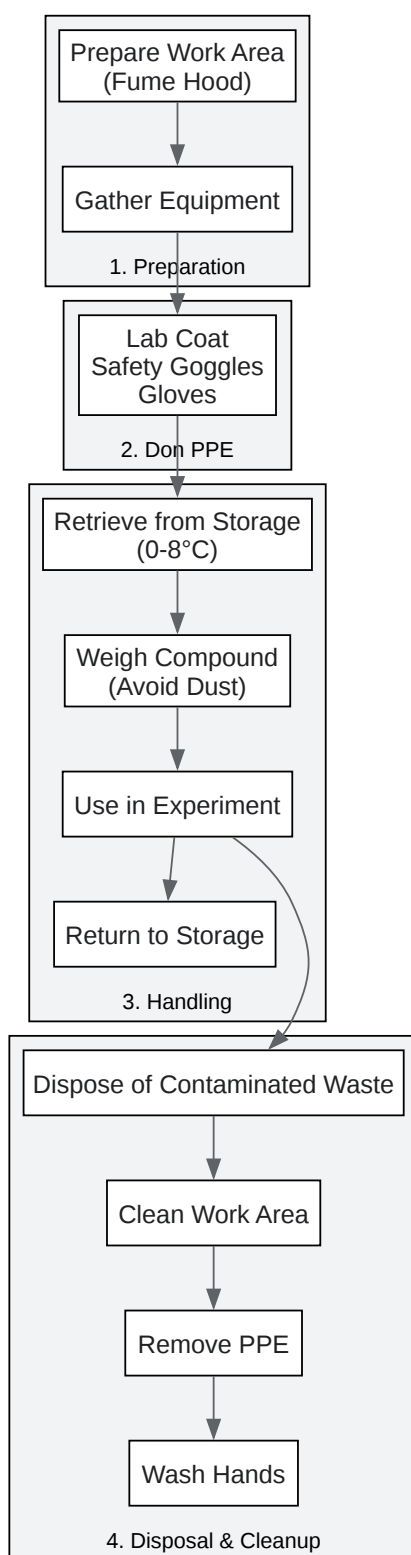 Prepare Work Area
(Fume Hood)
Gather Equipment
1. Preparation
Lab Coat
Safety Goggles
Gloves
2. Don PPE
Retrieve from Storage
(0-8°C)
Weigh Compound
(Avoid Dust)
Use in Experiment
Return to Storage
3. Handling
Dispose of Contaminated Waste
Clean Work Area
Remove PPE
Wash Hands
4. Disposal & Cleanup